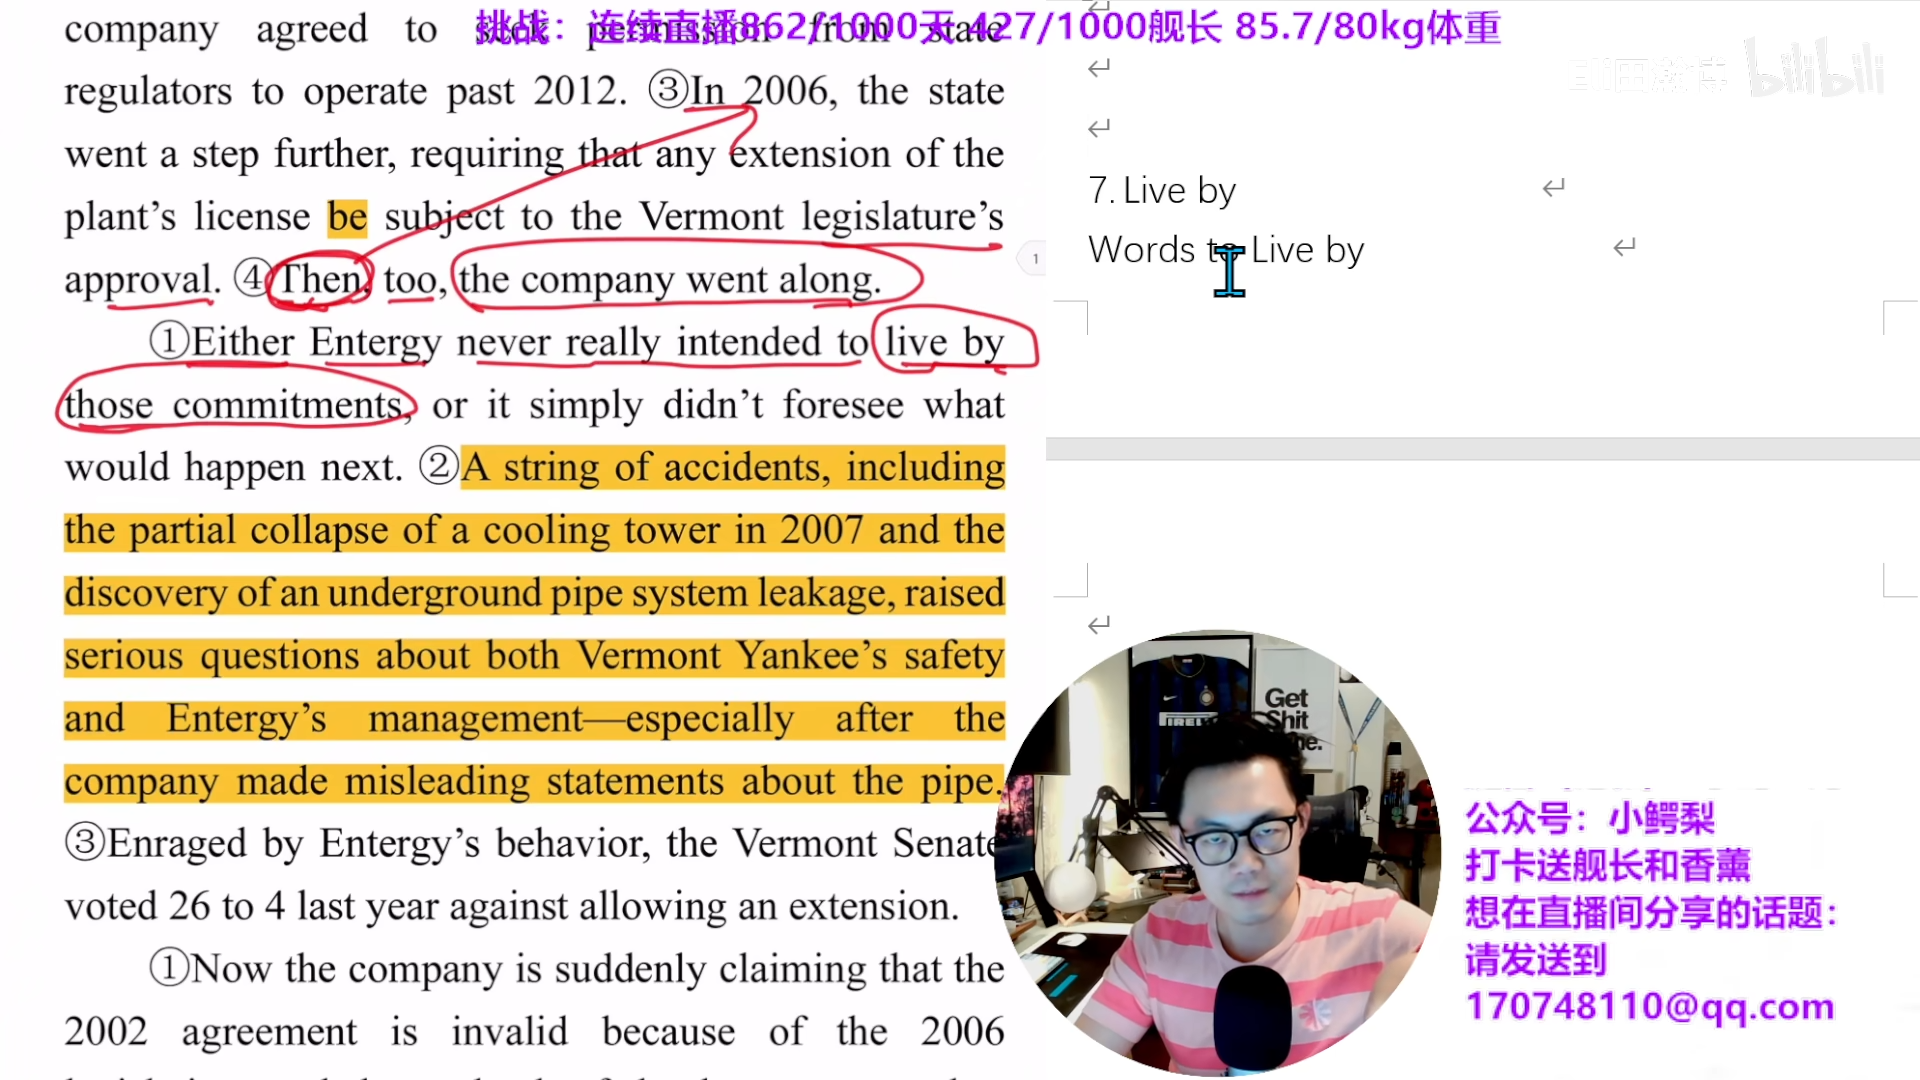 挑战：连续直播862/1000天 427/1000舰长 85.7/80kg体重
company agreed to seek permission from state
regulators to operate past 2012. ③In 2006, the state
went a step further, requiring that any extension of the
plant's license be subject to the Vermont legislature's
approval. ④Then, too, the company went along.
①Either Entergy never really intended to live by
those commitments, or it simply didn't foresee what
would happen next. ②A string of accidents, including
the partial collapse of a cooling tower in 2007 and the
discovery of an underground pipe system leakage, raised
serious questions about both Vermont Yankee's safety
and Entergy's management—especially after the
company made misleading statements about the pipe.
③Enraged by Entergy's behavior, the Vermont Senate
voted 26 to 4 last year against allowing an extension.
①Now the company is suddenly claiming that the
2002 agreement is invalid because of the 2006
bilibili
7. Live by
Words to Live by
1
PIRELLI
Get
Shit
公众号：小鳄梨
打卡送舰长和香薰
想在直播间分享的话题：
请发送到
170748110@qq.com